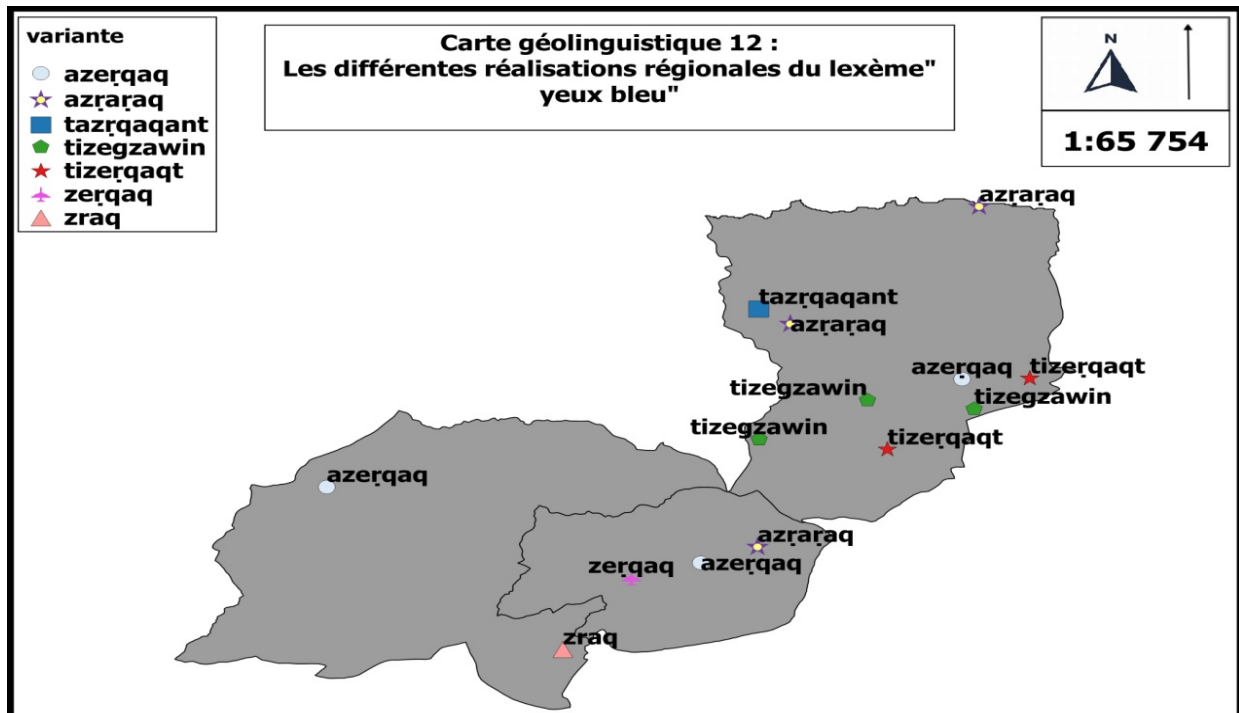 variante
azeṛqaq
azṛaṛaq
tazṛqaqant
tizegzawin
tizeṛqaqt
zeṛqaq
zraq
Carte géolinguistique 12 :
Les différentes réalisations régionales du lexème"
yeux bleu"
N
1:65 754
azṛaṛaq
tazṛqaqant
azṛaṛaq
azeṛqaq
tizeṛqaqt
tizegzawin
tizegzawin
tizegzawin
tizeṛqaqt
azeṛqaq
azṛaṛaq
azeṛqaq
zeṛqaq
zraq